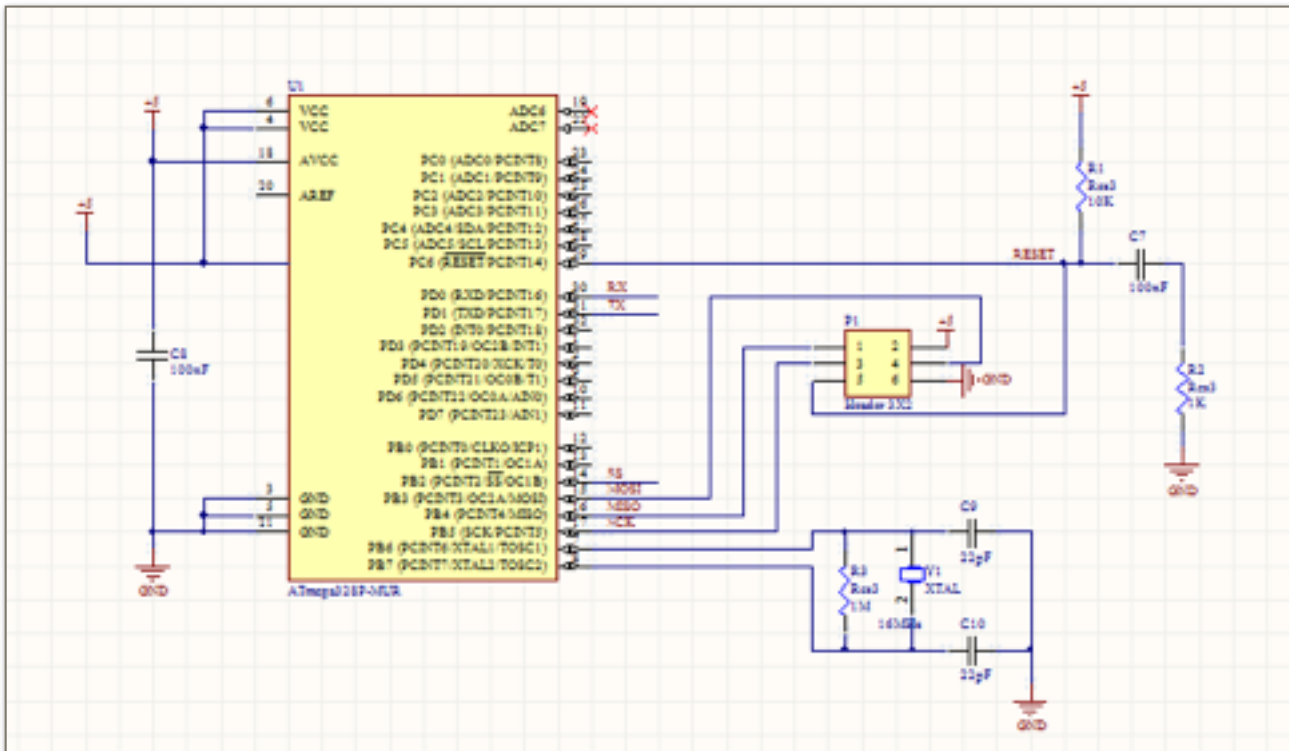 U1
+5
VCC
VCC
AVCC
AREF
+5
GND
GND
GND
GND
ATmega328P-MUR
ADC6
ADC7
PC0 (ADC0/PCINT8)
PC1 (ADC1/PCINT9)
PC2 (ADC2/PCINT10)
PC3 (ADC3/PCINT11)
PC4 (ADC4/SDA/PCINT12)
PC5 (ADC5/SCL/PCINT13)
PC6 (RESET/PCINT14)
PD0 (RXD/PCINT16)
PD1 (TXD/PCINT17)
PD2 (INT0/PCINT18)
PD3 (PCINT19/OC2B/INT1)
PD4 (PCINT20/XCK/T0)
PD5 (PCINT21/OC0B/T1)
PD6 (PCINT22/OC0A/AIN0)
PD7 (PCINT23/AIN1)
PB0 (PCINT0/CLKO/ICP1)
PB1 (PCINT1/OC1A)
PB2 (PCINT2/SS/OC1B)
PB3 (PCINT3/OC2A/MOSI)
PB4 (PCINT4/MISO)
PB5 (SCK/PCINT5)
PB6 (PCINT6/XTAL1/TOSC1)
PB7 (PCINT7/XTAL2/TOSC2)
C8
100nF
RX
TX
SS
MOSI
MISO
SCK
RESET
+5
R1
Res3
10K
C7
100nF
R2
Res3
1K
GND
P1
+5
1 2
3 4
5 6
GND
Header 3X2
C9
22pF
R3
Res3
1M
1
Y1
XTAL
2
16MHz
C10
22pF
GND